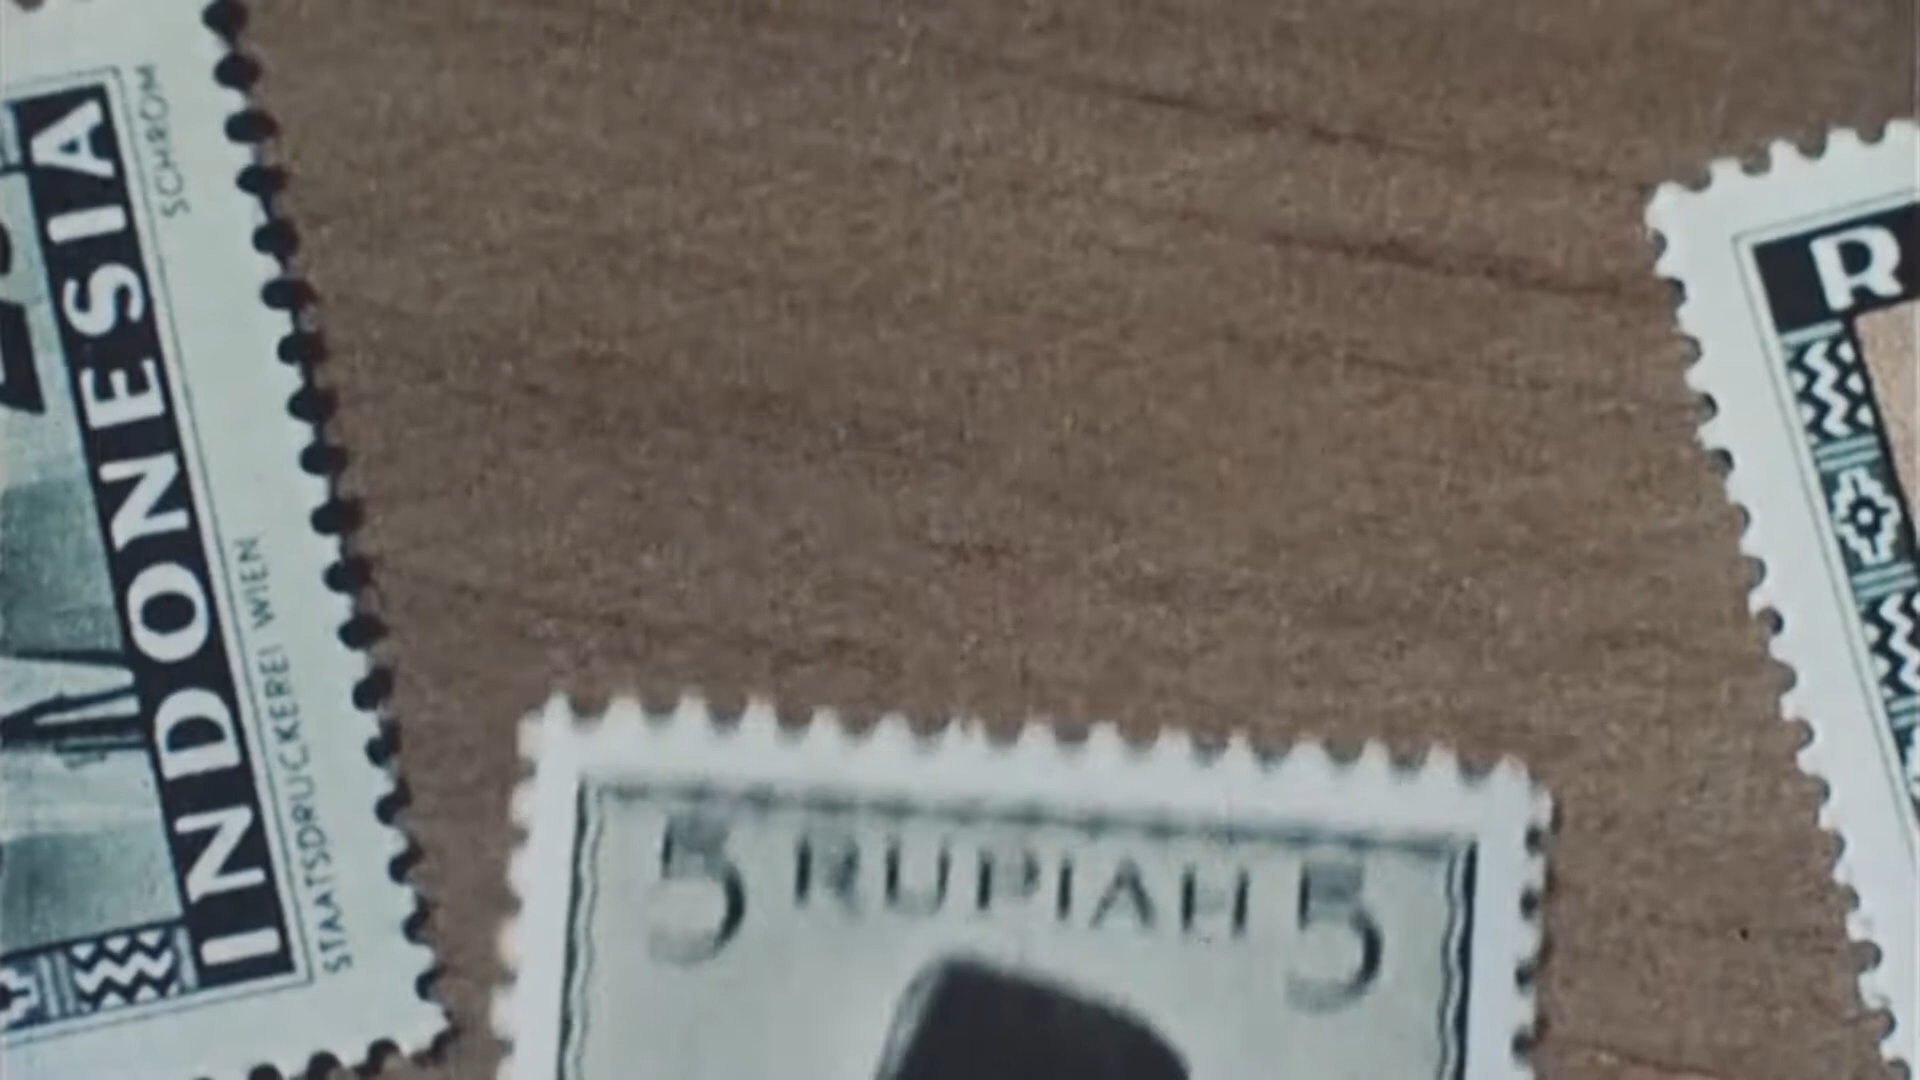 INDONESIA
SCHROM
STAATSDRUCKEREI WIEN
5 RUPIAH 5
R